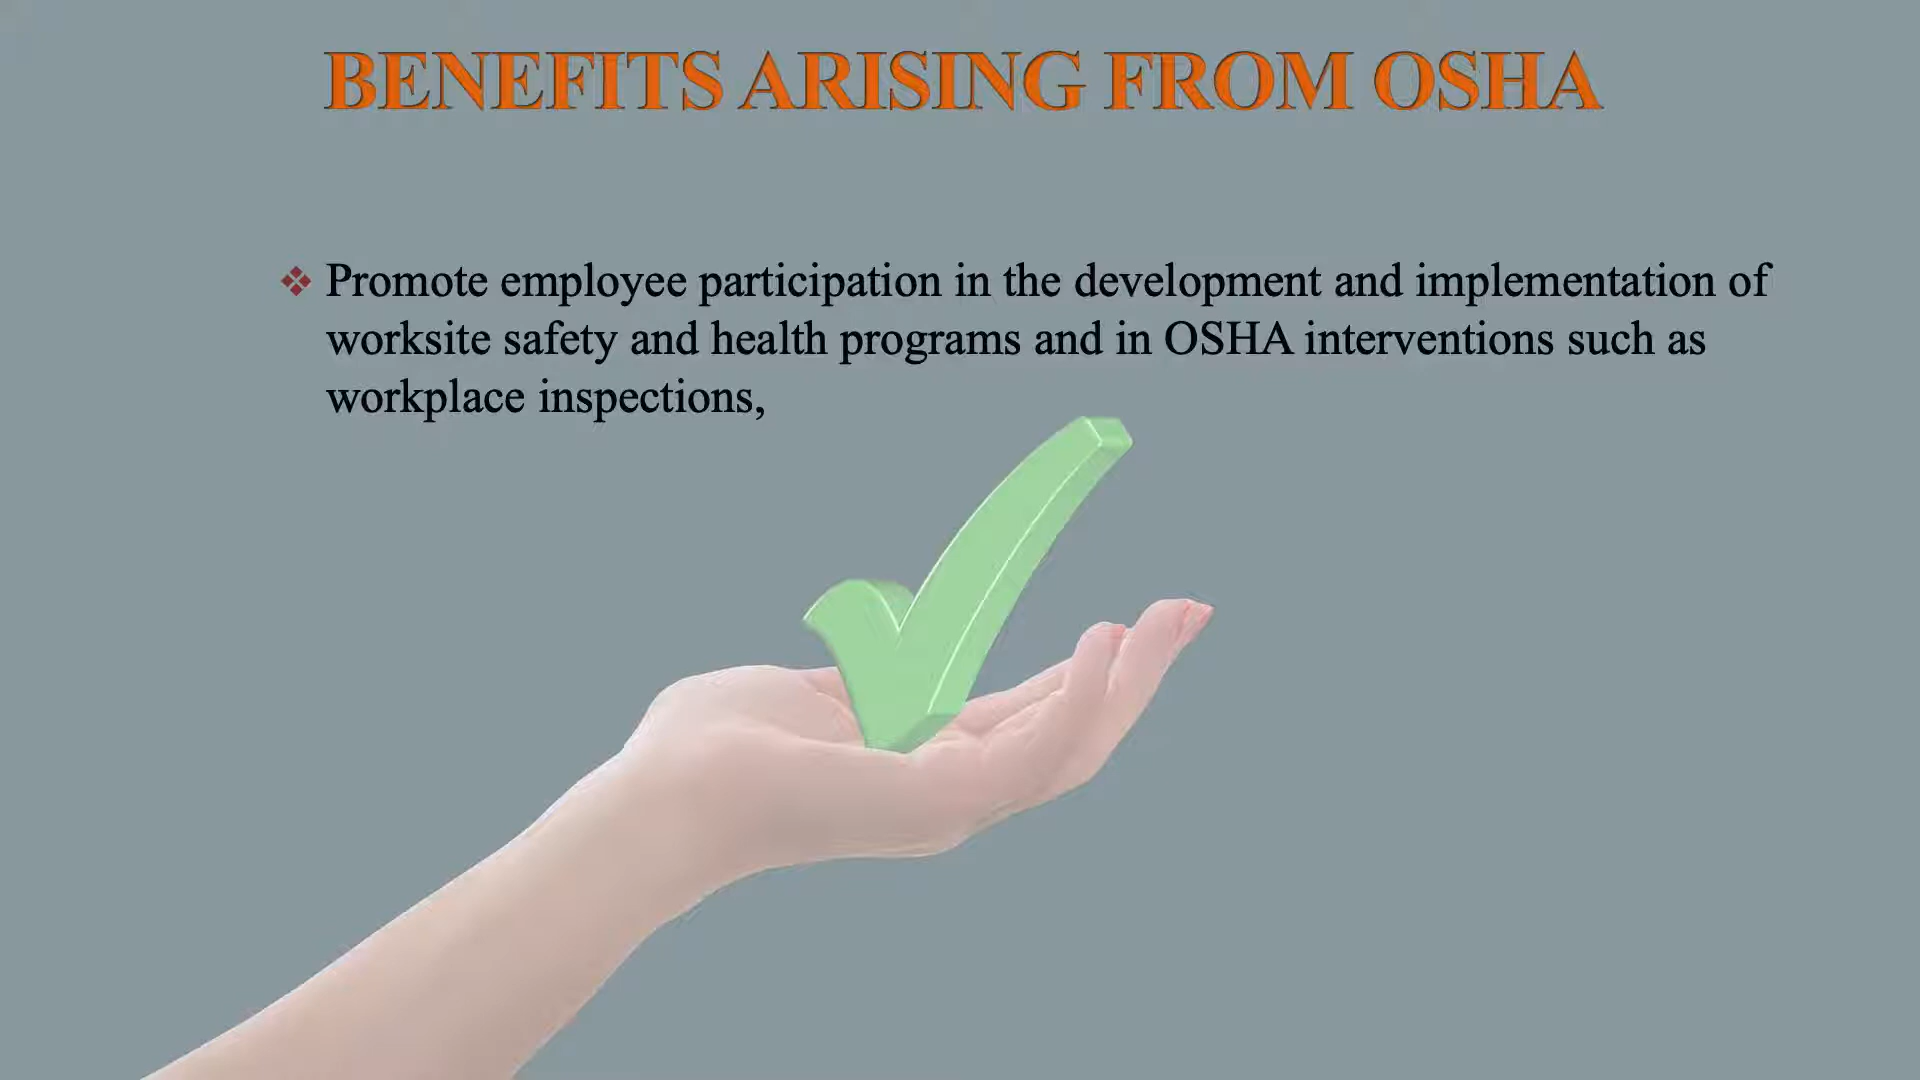 BENEFITS ARISING FROM OSHA
Promote employee participation in the development and implementation of
worksite safety and health programs and in OSHA interventions such as
workplace inspections,